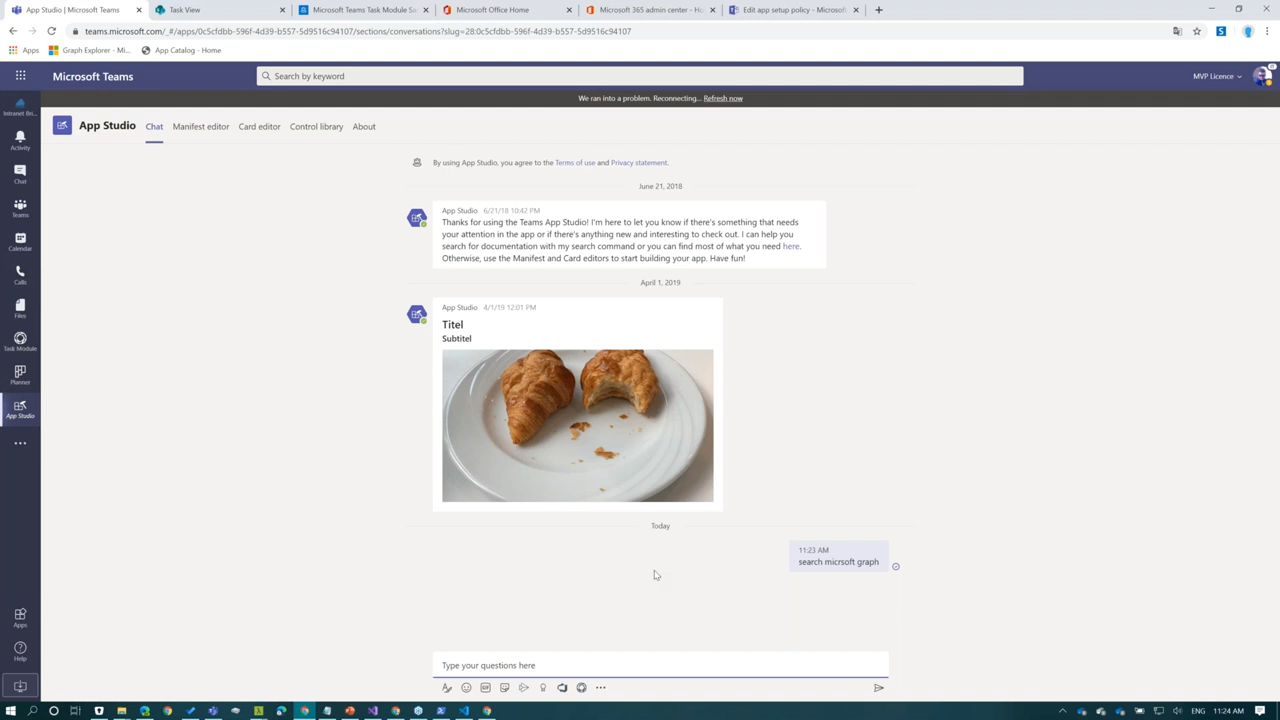 App Studio | Microsoft Teams
Task View
Microsoft Teams Task Module Sa
Microsoft Office Home
Microsoft 365 admin center - Ho
Edit app setup policy - Microsoft
teams.microsoft.com/_#/apps/0c5cfdbb-596f-4d39-b557-5d9516c94107/sections/conversations?slug=28:0c5cfdbb-596f-4d39-b557-5d9516c94107
Apps
Graph Explorer - Mi...
App Catalog - Home
Microsoft Teams
Search by keyword
MVP Licence
We ran into a problem. Reconnecting... Refresh now
App Studio
Chat
Manifest editor
Card editor
Control library
About
Intranet Bri...
Activity
Chat
Teams
Calendar
Calls
Files
Task Module
Planner
App Studio
Apps
Help
By using App Studio, you agree to the Terms of use and Privacy statement.
June 21, 2018
App Studio 6/21/18 10:42 PM
Thanks for using the Teams App Studio! I'm here to let you know if there's something that needs
your attention in the app or if there's anything new and interesting to check out. I can help you
search for documentation with my search command or you can find most of what you need here.
Otherwise, use the Manifest and Card editors to start building your app. Have fun!
April 1, 2019
App Studio 4/1/19 12:01 PM
Titel
Subtitel
Today
11:23 AM
search micrsoft graph
Type your questions here
GIF
ENG
11:24 AM